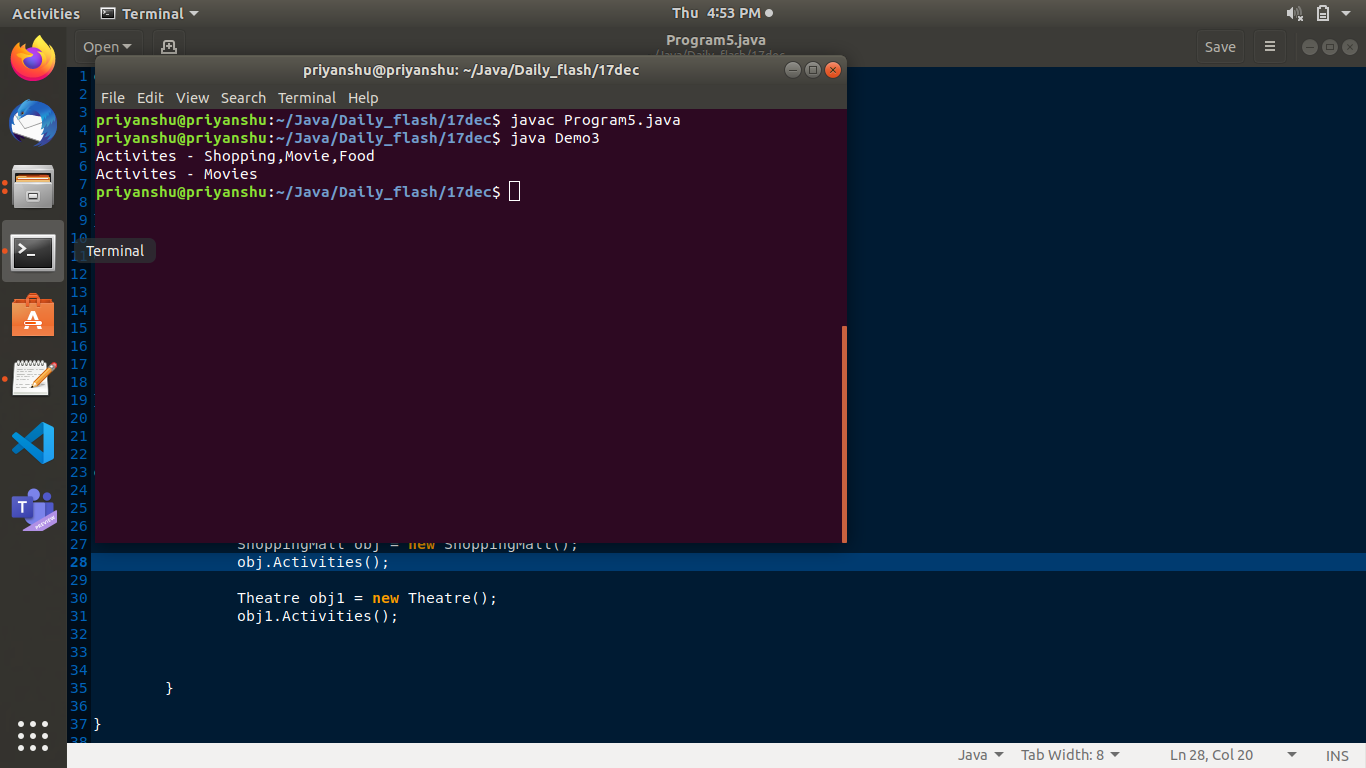 Activities Terminal Thu 4:53 PM
Open Program5.java Save
priyanshu@priyanshu: ~/Java/Daily_flash/17dec
File Edit View Search Terminal Help
priyanshu@priyanshu:~/Java/Daily_flash/17dec$ javac Program5.java
priyanshu@priyanshu:~/Java/Daily_flash/17dec$ java Demo3
Activites - Shopping,Movie,Food
Activites - Movies
priyanshu@priyanshu:~/Java/Daily_flash/17dec$
Terminal
1
2
3
4
5
6
7
8
9
10
11
12
13
14
15
16
17
18
19
20
21
22
23
24
25
26
27 ShoppingMall obj = new ShoppingMall();
28 obj.Activities();
29
30 Theatre obj1 = new Theatre();
31 obj1.Activities();
32
33
34
35 }
36
37 }
38
Java Tab Width: 8 Ln 28, Col 20 INS